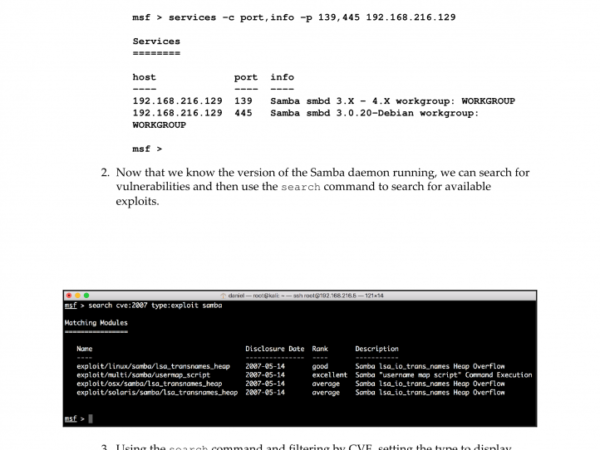 msf > services -c port,info -p 139,445 192.168.216.129
Services
========
host port info
---- ---- ----
192.168.216.129 139 Samba smbd 3.X - 4.X workgroup: WORKGROUP
192.168.216.129 445 Samba smbd 3.0.20-Debian workgroup:
WORKGROUP
msf >
2. Now that we know the version of the Samba daemon running, we can search for
vulnerabilities and then use the search command to search for available
exploits.
daniel — root@kali: ~ — ssh root@192.168.216.5 — 121×14
msf > search cve:2007 type:exploit samba
Matching Modules
================
Name Disclosure Date Rank Description
---- --------------- ---- -----------
exploit/linux/samba/lsa_transnames_heap 2007-05-14 good Samba lsa_io_trans_names Heap Overflow
exploit/multi/samba/usermap_script 2007-05-14 excellent Samba "username map script" Command Execution
exploit/osx/samba/lsa_transnames_heap 2007-05-14 average Samba lsa_io_trans_names Heap Overflow
exploit/solaris/samba/lsa_transnames_heap 2007-05-14 average Samba lsa_io_trans_names Heap Overflow
msf >
3. Using the search command and filtering by CVE, setting the type to display